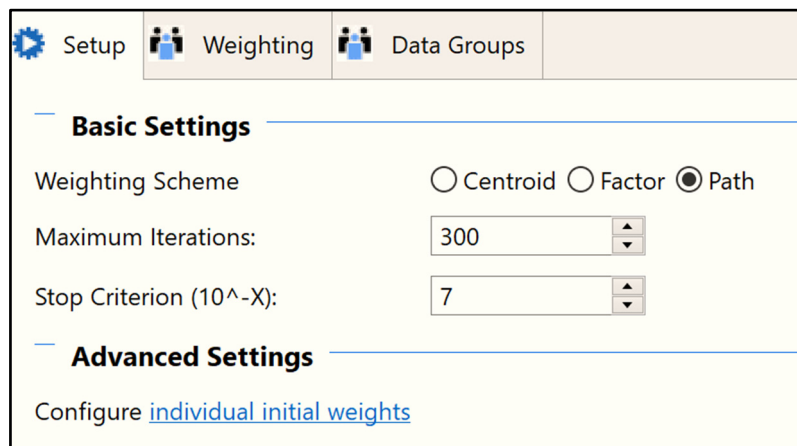 Setup Weighting Data Groups
Basic Settings
Weighting Scheme Centroid Factor Path
Maximum Iterations: 300
Stop Criterion (10^-X): 7
Advanced Settings
Configure individual initial weights